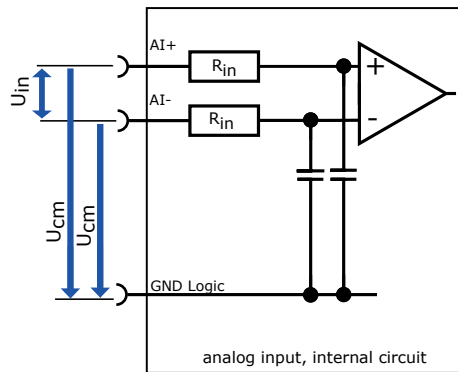 AI+
Rin
+
Uin
AI-
Rin
-
Ucm
Ucm
GND Logic
analog input, internal circuit